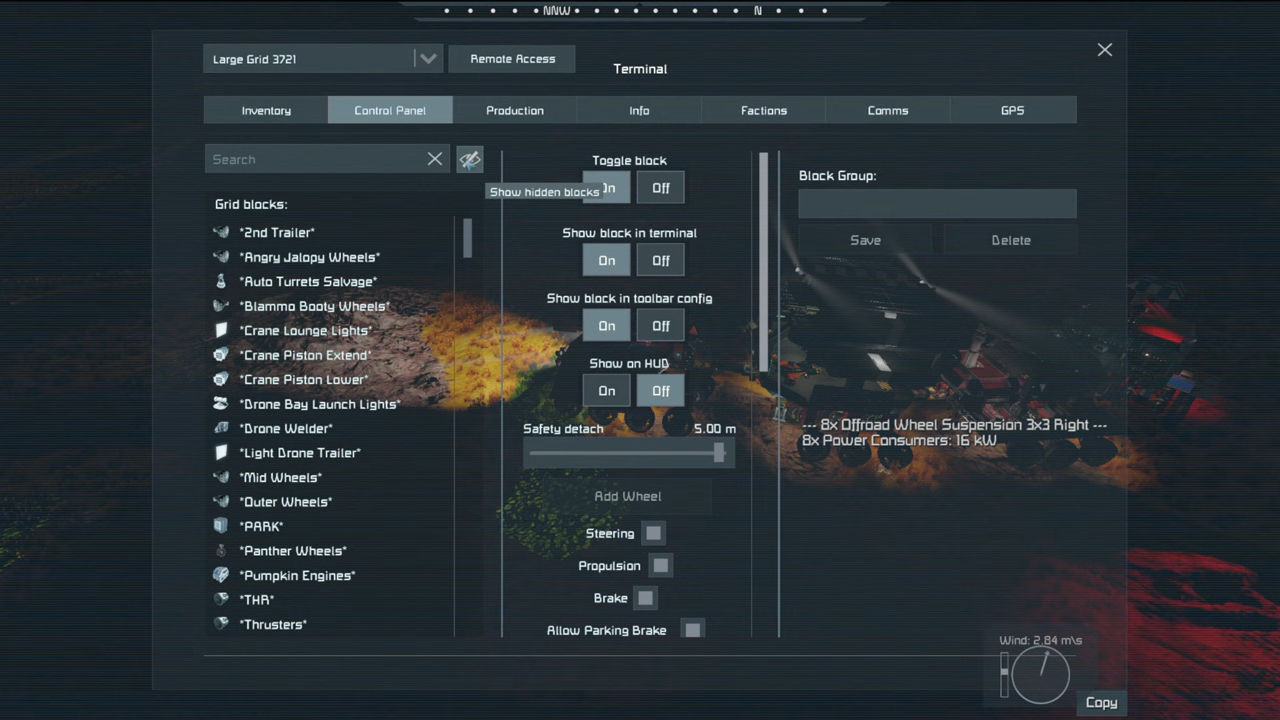 NNW N
Large Grid 3721
Remote Access
Terminal
Inventory
Control Panel
Production
Info
Factions
Comms
GPS
Search
Show hidden blocks
Grid blocks:
*2nd Trailer*
*Angry Jalopy Wheels*
*Auto Turrets Salvage*
*Blammo Booty Wheels*
*Crane Lounge Lights*
*Crane Piston Extend*
*Crane Piston Lower*
*Drone Bay Launch Lights*
*Drone Welder*
*Light Drone Trailer*
*Mid Wheels*
*Outer Wheels*
*PARK*
*Panther Wheels*
*Pumpkin Engines*
*THR*
*Thrusters*
Toggle block
On Off
Show block in terminal
On Off
Show block in toolbar config
On Off
Show on HUD
On Off
Safety detach 5.00 m
Add Wheel
Steering
Propulsion
Brake
Allow Parking Brake
Block Group:
Save
Delete
--- 8x Offroad Wheel Suspension 3x3 Right ---
8x Power Consumers: 16 kW
Wind: 2.84 m\s
Copy